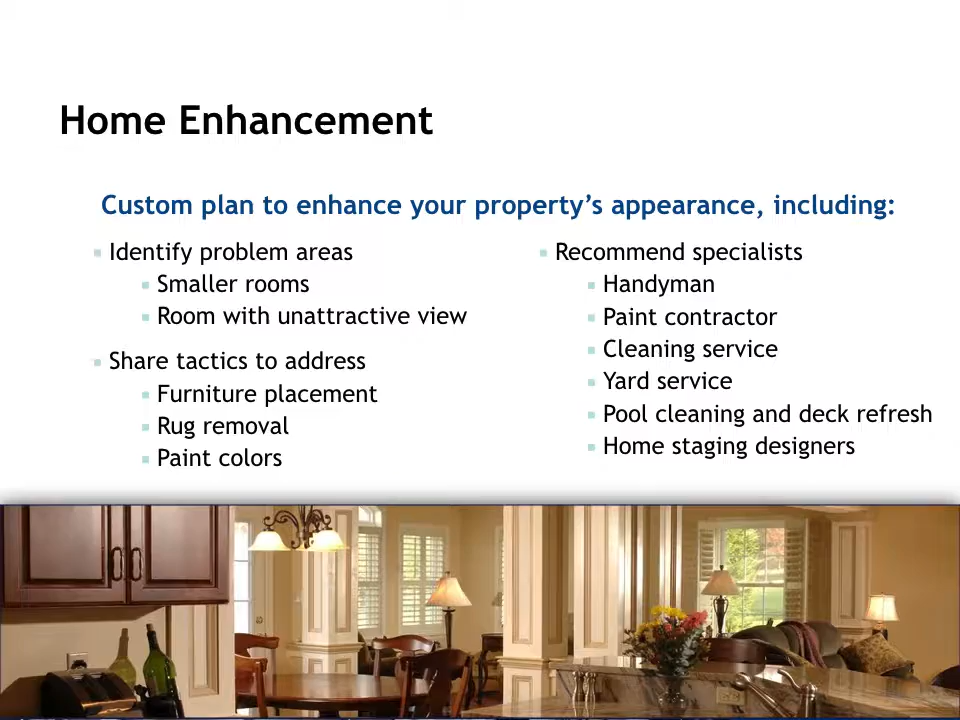 Home Enhancement
Custom plan to enhance your property’s appearance, including:
Identify problem areas
Smaller rooms
Room with unattractive view
Share tactics to address
Furniture placement
Rug removal
Paint colors
Recommend specialists
Handyman
Paint contractor
Cleaning service
Yard service
Pool cleaning and deck refresh
Home staging designers